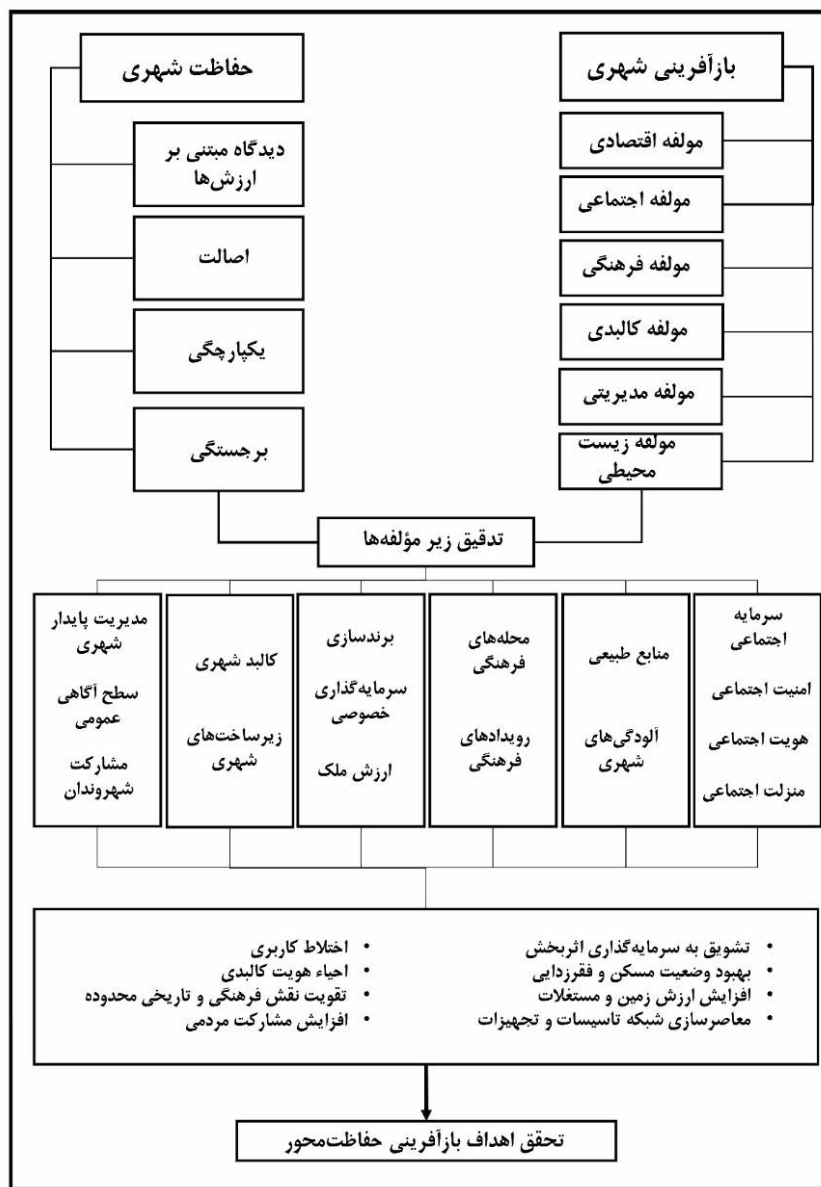 بازآفرینی شهری
مولفه اقتصادی
مولفه اجتماعی
مولفه فرهنگی
مولفه کالبدی
مولفه مدیریتی
مولفه زیست
محیطی
حفاظت شهری
دیدگاه مبتنی بر
ارزش‌ها
اصالت
یکپارچگی
برجستگی
تدقیق زیر مؤلفه‌ها
سرمایه
اجتماعی
امنیت اجتماعی
هویت اجتماعی
منزلت اجتماعی
منابع طبیعی
آلودگی‌های
شهری
محله‌های
فرهنگی
رویدادهای
فرهنگی
برندسازی
سرمایه‌گذاری
خصوصی
ارزش ملک
کالبد شهری
زیرساخت‌های
شهری
مدیریت پایدار
شهری
سطح آگاهی
عمومی
مشارکت
شهروندان
• تشویق به سرمایه‌گذاری اثربخش
• بهبود وضعیت مسکن و فقرزدایی
• افزایش ارزش زمین و مستغلات
• معاصرسازی شبکه تاسیسات و تجهیزات
• اختلاط کاربری
• احیاء هویت کالبدی
• تقویت نقش فرهنگی و تاریخی محدوده
• افزایش مشارکت مردمی
تحقق اهداف بازآفرینی حفاظت‌محور